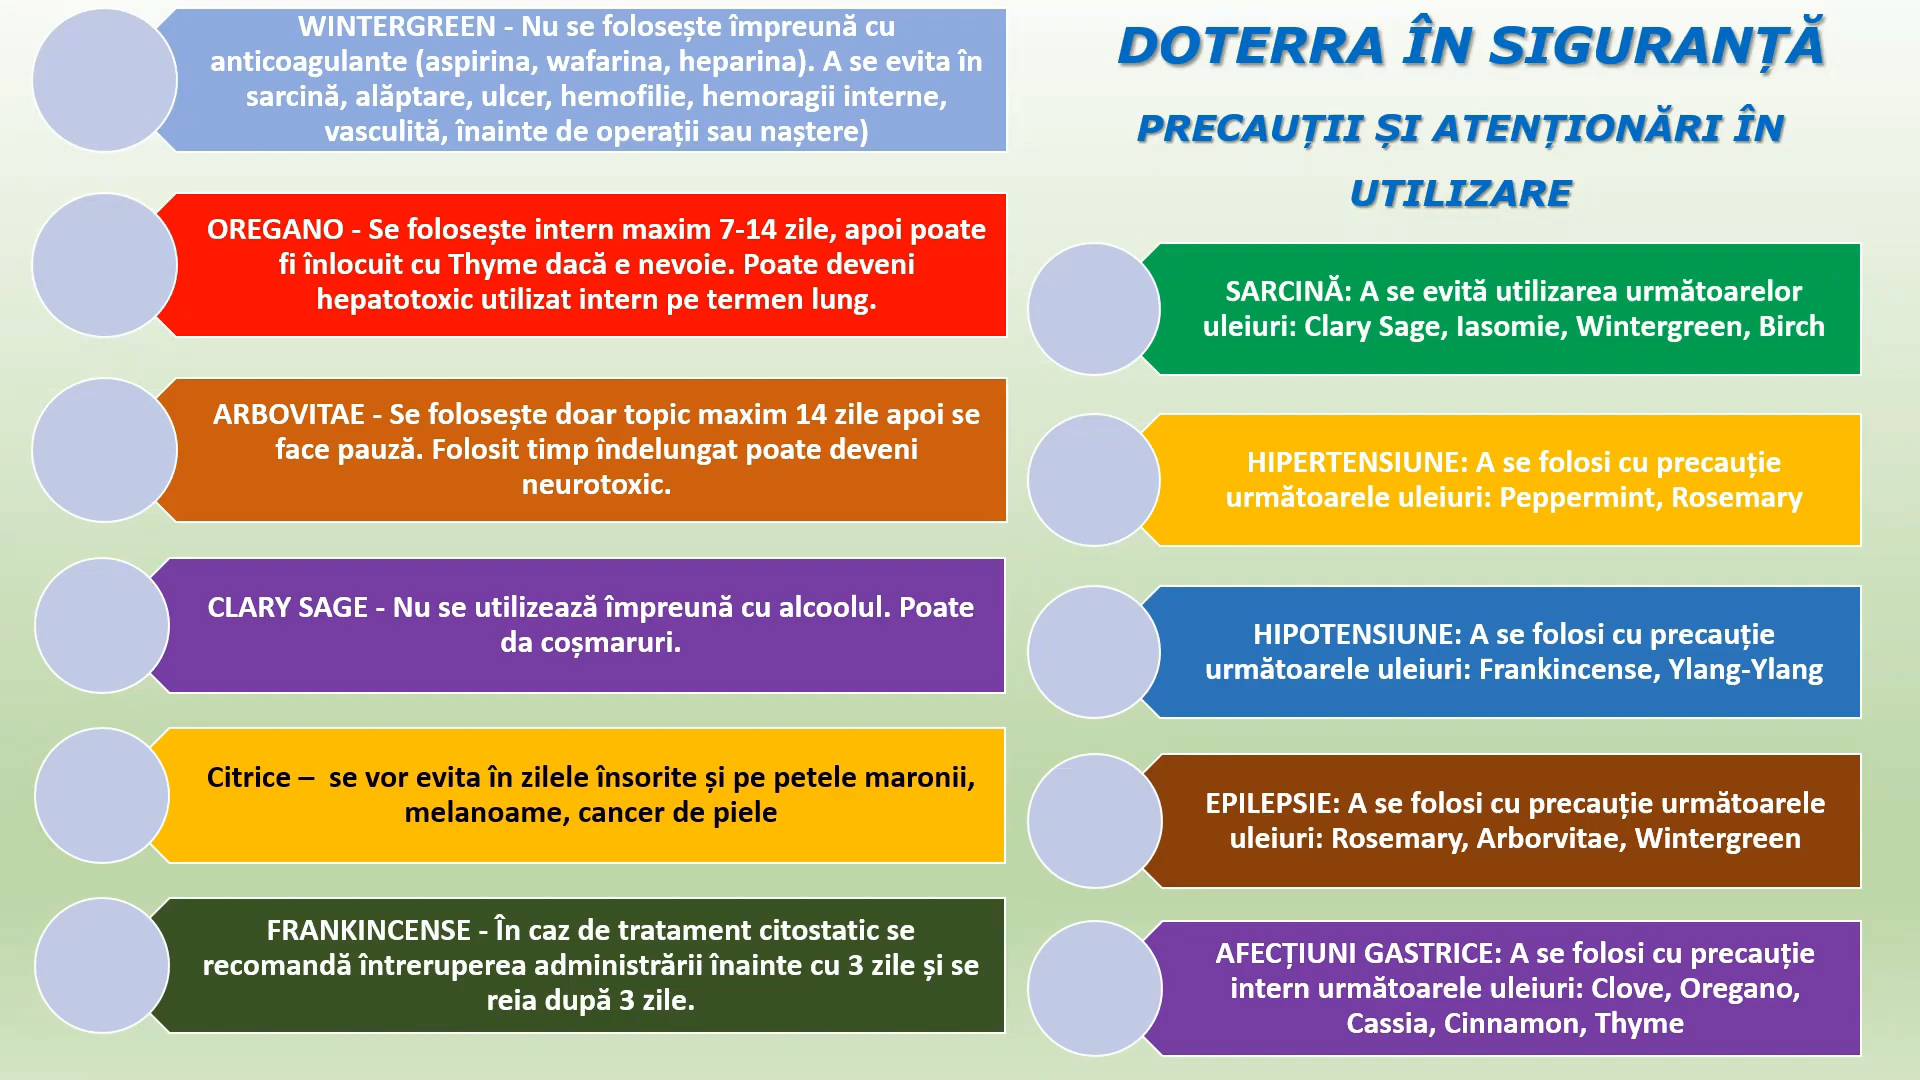 WINTERGREEN - Nu se folosește împreună cu
anticoagulante (aspirina, wafarina, heparina). A se evita în
sarcină, alăptare, ulcer, hemofilie, hemoragii interne,
vasculită, înainte de operații sau naștere)
OREGANO - Se folosește intern maxim 7-14 zile, apoi poate
fi înlocuit cu Thyme dacă e nevoie. Poate deveni
hepatotoxic utilizat intern pe termen lung.
ARBOVITAE - Se folosește doar topic maxim 14 zile apoi se
face pauză. Folosit timp îndelungat poate deveni
neurotoxic.
CLARY SAGE - Nu se utilizează împreună cu alcoolul. Poate
da coșmaruri.
Citrice – se vor evita în zilele însorite și pe petele maronii,
melanoame, cancer de piele
FRANKINCENSE - În caz de tratament citostatic se
recomandă întreruperea administrării înainte cu 3 zile și se
reia după 3 zile.
DOTERRA ÎN SIGURANȚĂ
PRECAUȚII ȘI ATENȚIONĂRI ÎN
UTILIZARE
SARCINĂ: A se evită utilizarea următoarelor
uleiuri: Clary Sage, Iasomie, Wintergreen, Birch
HIPERTENSIUNE: A se folosi cu precauție
următoarele uleiuri: Peppermint, Rosemary
HIPOTENSIUNE: A se folosi cu precauție
următoarele uleiuri: Frankincense, Ylang-Ylang
EPILEPSIE: A se folosi cu precauție următoarele
uleiuri: Rosemary, Arborvitae, Wintergreen
AFECȚIUNI GASTRICE: A se folosi cu precauție
intern următoarele uleiuri: Clove, Oregano,
Cassia, Cinnamon, Thyme